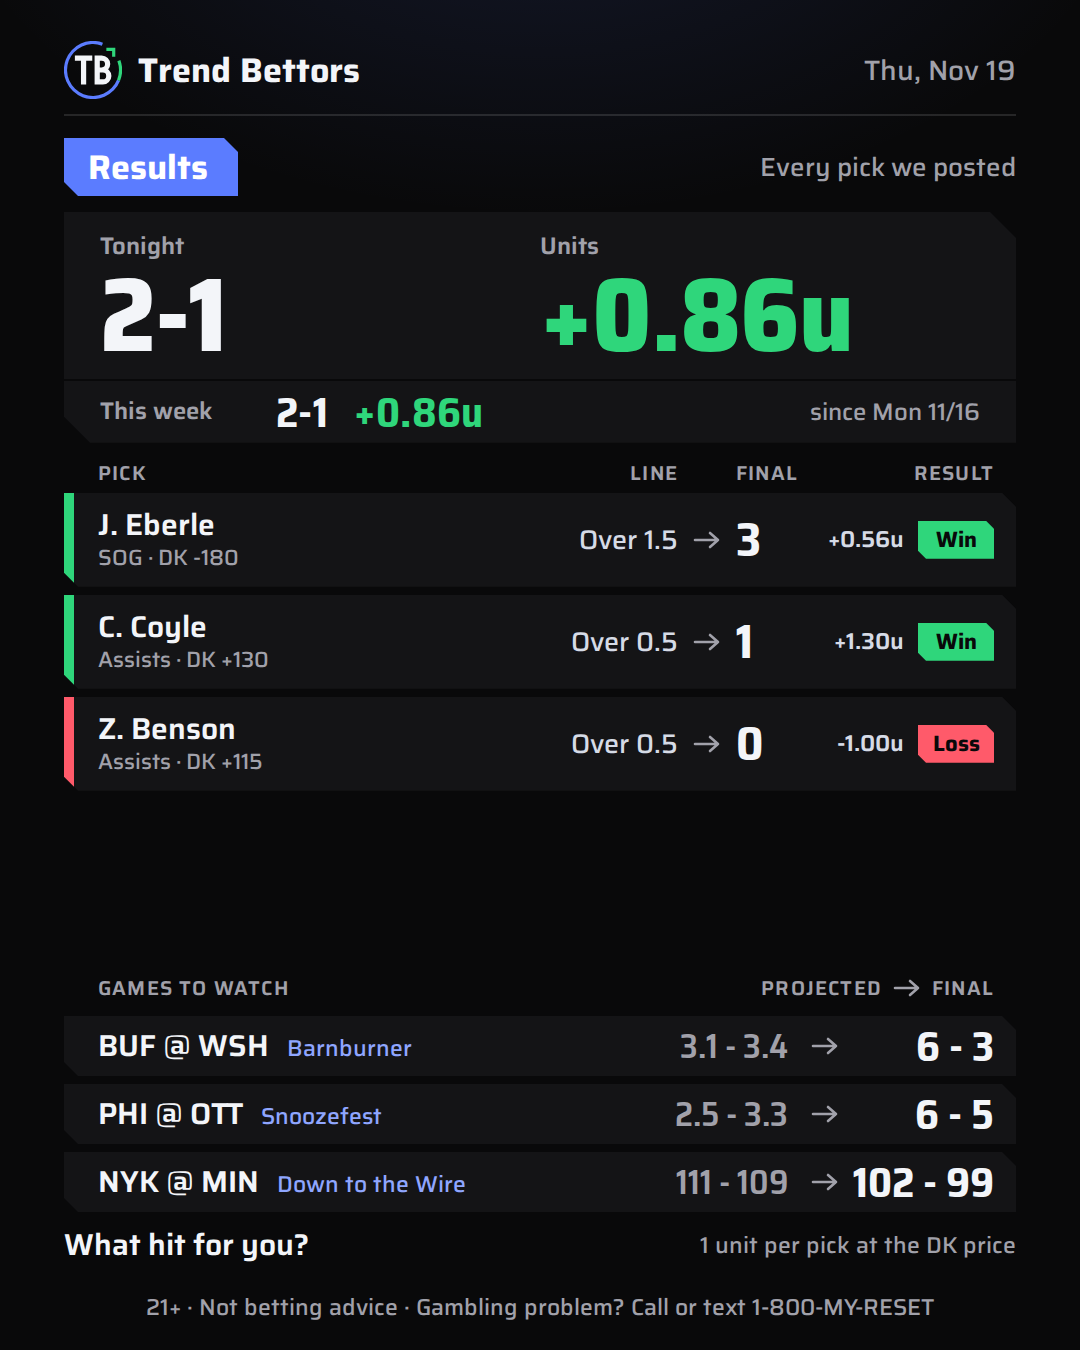 TB Trend Bettors Thu, Nov 19
Results Every pick we posted
Tonight Units
2-1 +0.86u
This week 2-1 +0.86u since Mon 11/16
PICK LINE FINAL RESULT
J. Eberle
SOG · DK -180
Over 1.5 → 3 +0.56u Win
C. Coyle
Assists · DK +130
Over 0.5 → 1 +1.30u Win
Z. Benson
Assists · DK +115
Over 0.5 → 0 -1.00u Loss
GAMES TO WATCH PROJECTED → FINAL
BUF @ WSH Barnburner 3.1 - 3.4 → 6 - 3
PHI @ OTT Snoozefest 2.5 - 3.3 → 6 - 5
NYK @ MIN Down to the Wire 111 - 109 → 102 - 99
What hit for you? 1 unit per pick at the DK price
21+ · Not betting advice · Gambling problem? Call or text 1-800-MY-RESET